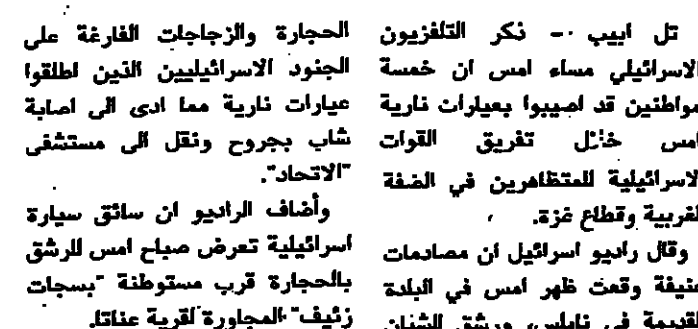 تل ابيب -- ذكر التلفزيون
الاسرائيلي مساء امس ان خمسة
مواطنين قد اصيبوا بعيارات نارية
امس خلال تفريق القوات
الاسرائيلية للمتظاهرين في الضفة
الغربية وقطاع غزة.
وقال راديو اسرائيل ان مصادمات
عنيفة وقعت ظهر امس في البلدة
القديمة في نابلس، ورشق الشبان
الحجارة والزجاجات الفارغة على
الجنود الاسرائيليين الذين اطلقوا
عيارات نارية مما ادى الى اصابة
شاب بجروح ونقل الى مستشفى
"الاتحاد".
وأضاف الراديو ان سائق سيارة
اسرائيلية تعرض صباح امس للرشق
بالحجارة قرب مستوطنة "بسجات
زئيف" المجاورة لقرية عناتا.